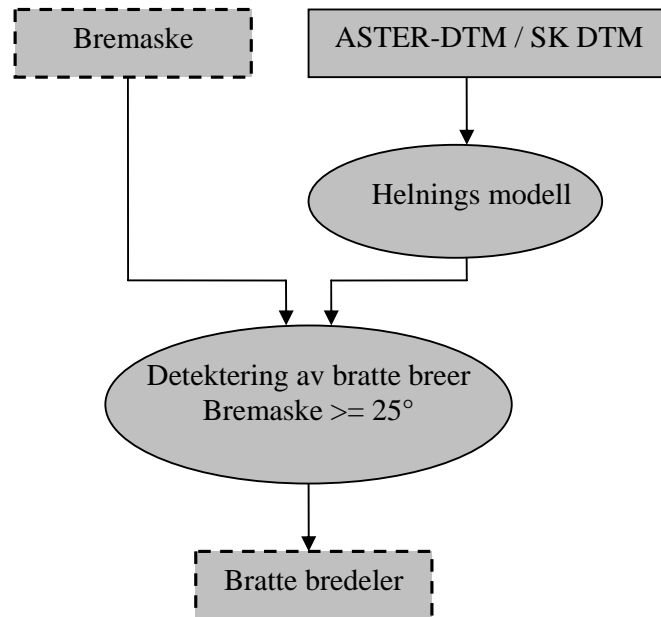 Bremaske
ASTER-DTM / SK DTM
Helnings modell
Detektering av bratte breer
Bremaske >= 25°
Bratte bredeler